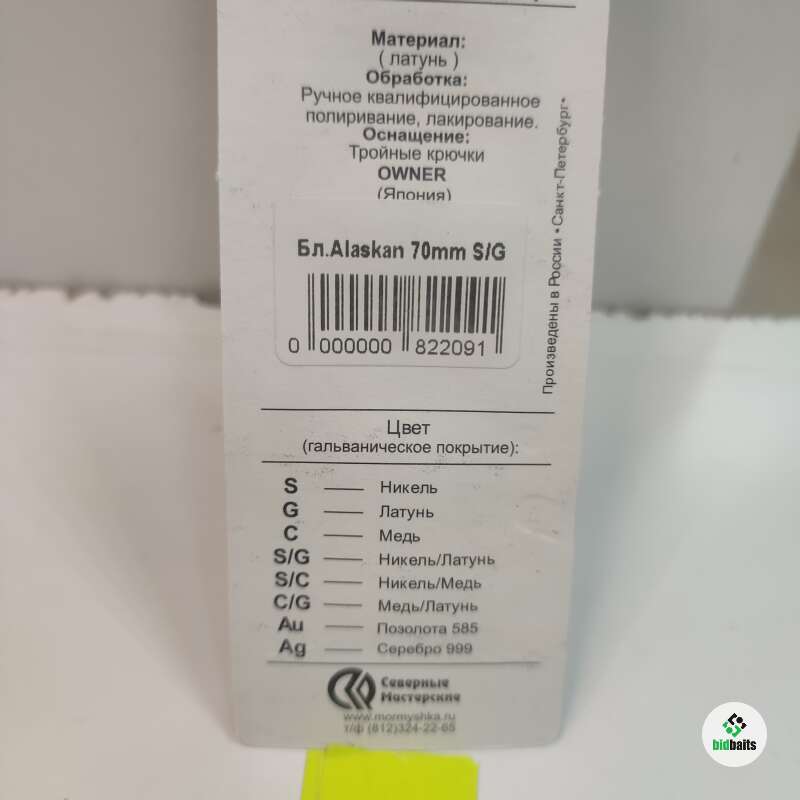 Материал:
( латунь )
Обработка:
Ручное квалифицированное
полиривание, лакирование.
Оснащение:
Тройные крючки
OWNER
(Япония)
Бл.Alaskan 70mm S/G
0 000000 822091
Произведены в России • Санкт-Петербург•
Цвет
(гальваническое покрытие):
S —— Никель
G —— Латунь
C —— Медь
S/G —— Никель/Латунь
S/C —— Никель/Медь
C/G —— Медь/Латунь
Au —— Позолота 585
Ag —— Серебро 999
Северные
Мастерские
www.mormyshka.ru
т/ф (812)324-22-65
bidbaits